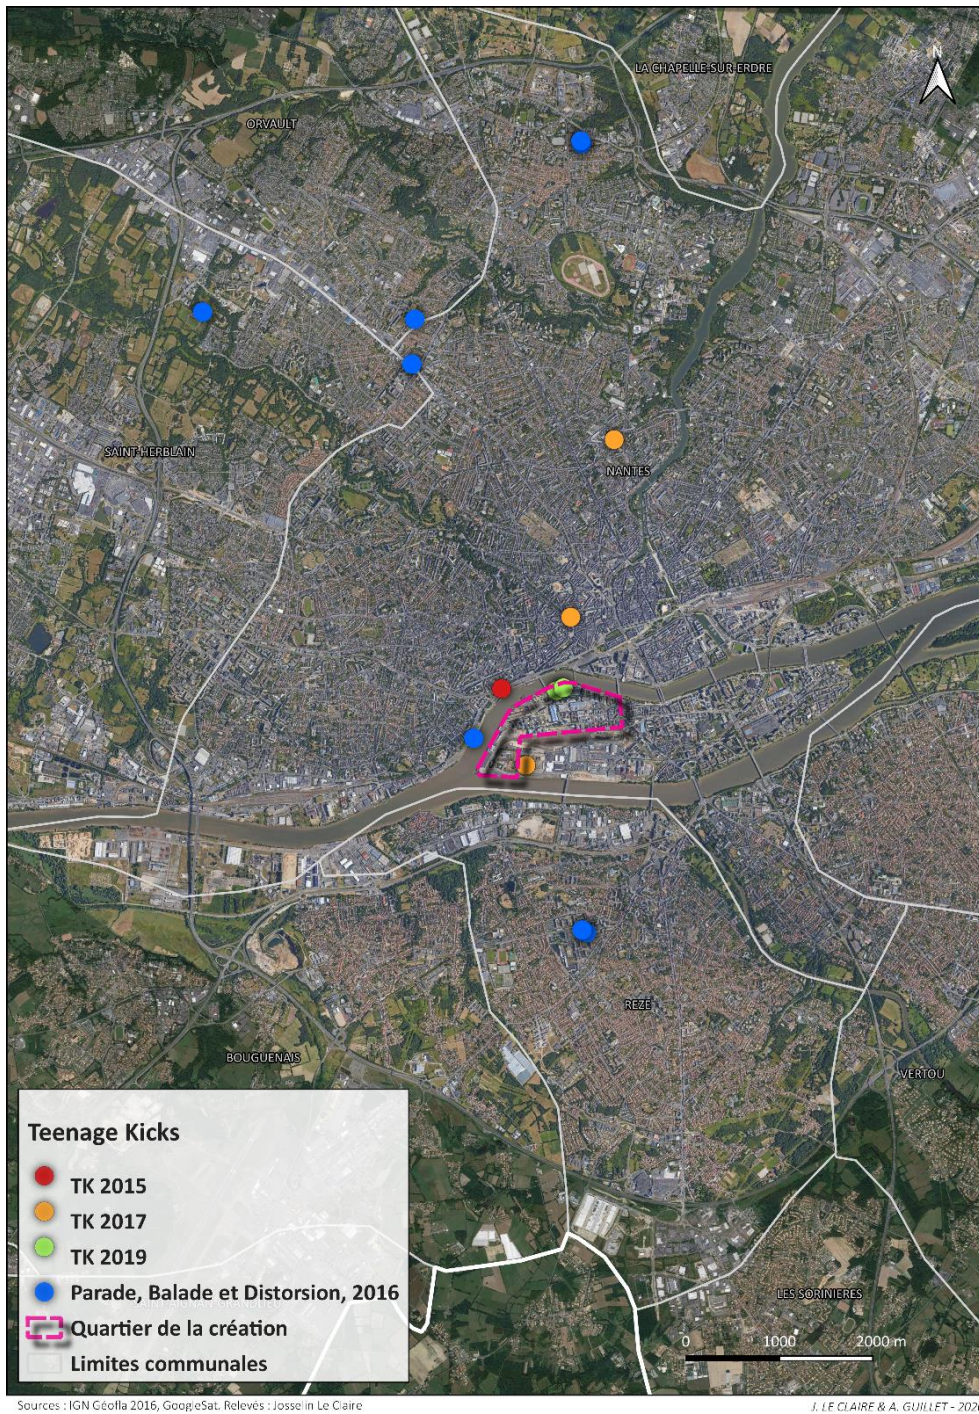 N
LA CHAPELLE-SUR-ERDRE
ORVAULT
SAINT-HERBLAIN
NANTES
REZÉ
BOUGUENAIS
VERTOU
Teenage Kicks
TK 2015
TK 2017
TK 2019
Parade, Balade et Distorsion, 2016
Quartier de la création
Limites communales
LES SORINIERES
0 1000 2000 m
Sources : IGN Géofla 2016, GoogleSat. Relevés : Josselin Le Claire
J. LE CLAIRE & A. GUILLET - 202